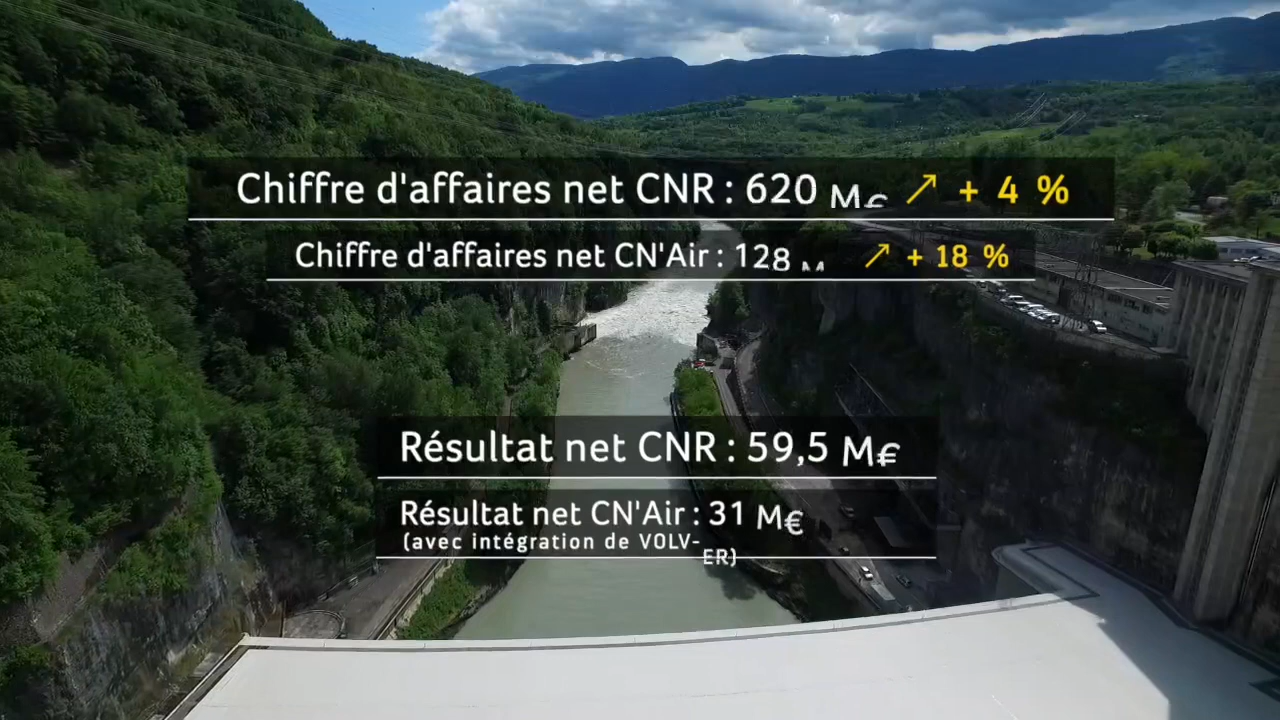 Chiffre d'affaires net CNR : 620 M€ ↗ + 4 %
Chiffre d'affaires net CN'Air : 128 M ↗ + 18 %
Résultat net CNR : 59,5 M€
Résultat net CN'Air : 31 M€
(avec intégration de VOLV-
ER)